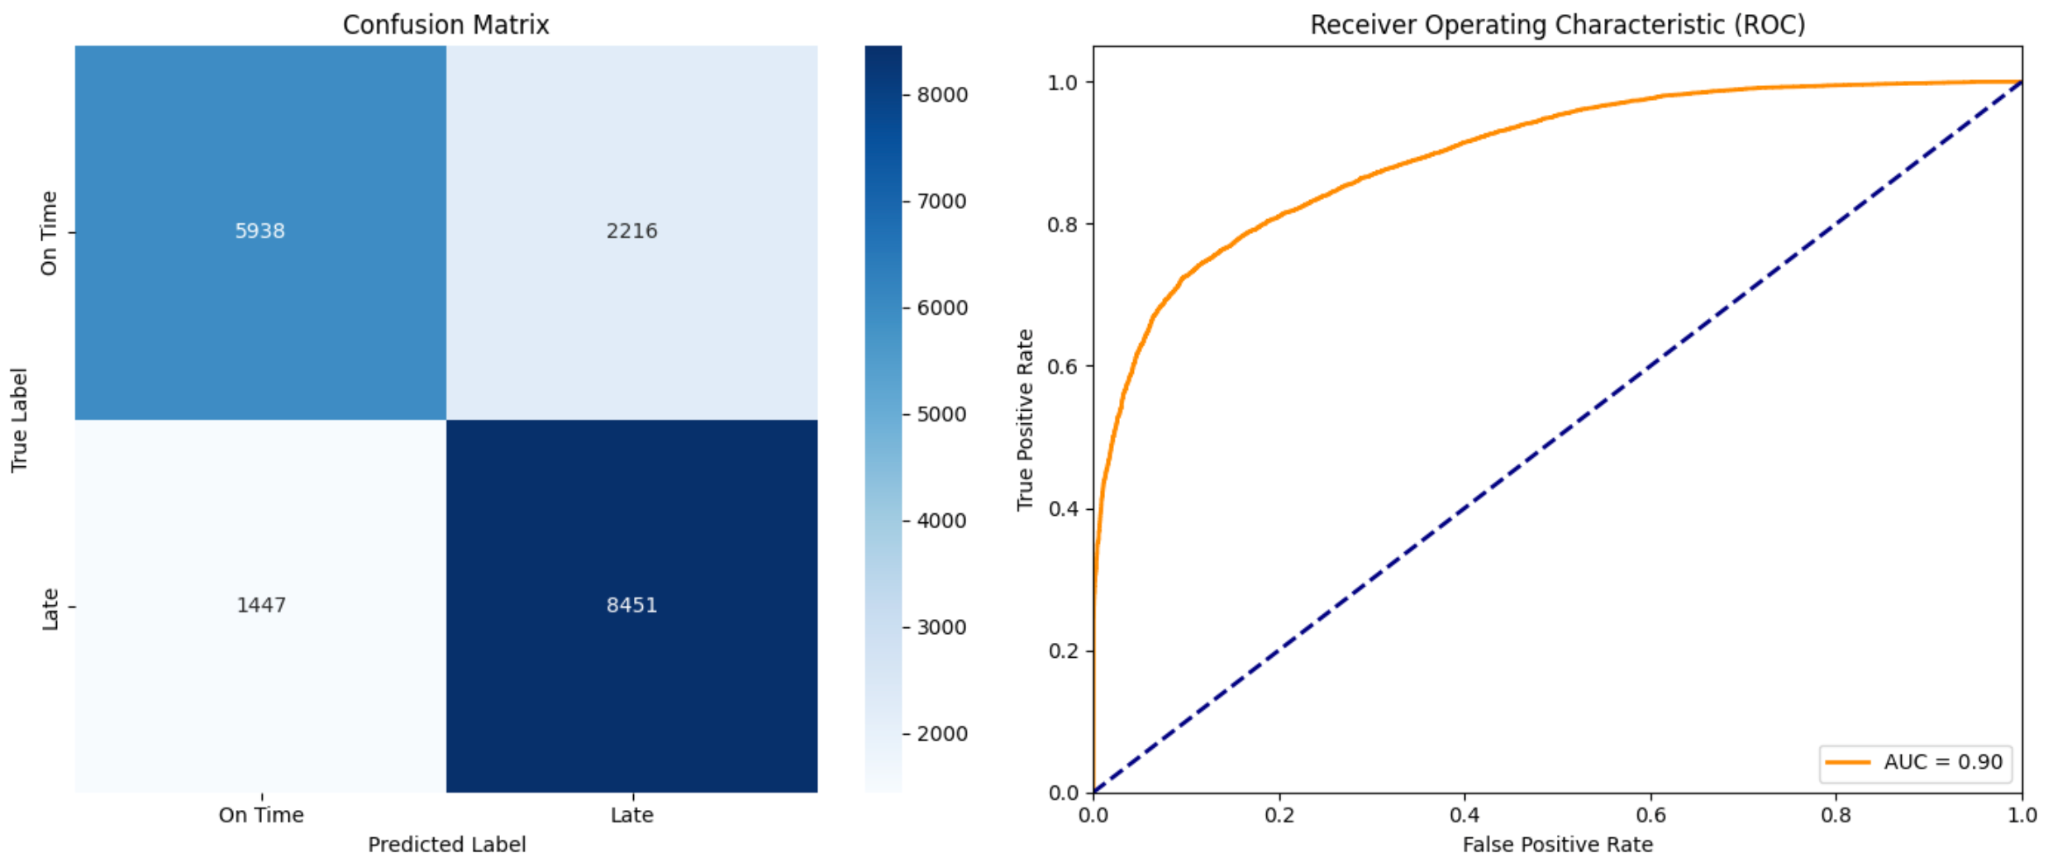 Confusion Matrix
True Label
On Time
Late
5938
2216
1447
8451
On Time
Late
Predicted Label
8000
7000
6000
5000
4000
3000
2000
Receiver Operating Characteristic (ROC)
True Positive Rate
1.0
0.8
0.6
0.4
0.2
0.0
AUC = 0.90
0.0
0.2
0.4
0.6
0.8
1.0
False Positive Rate